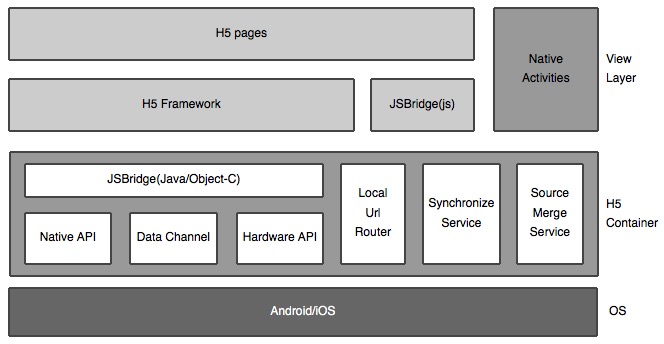 H5 pages
Native
Activities
View
Layer
H5 Framework
JSBridge(js)
JSBridge(Java/Object-C)
Native API
Data Channel
Hardware API
Local
Url
Router
Synchronize
Service
Source
Merge
Service
H5
Container
Android/iOS
OS